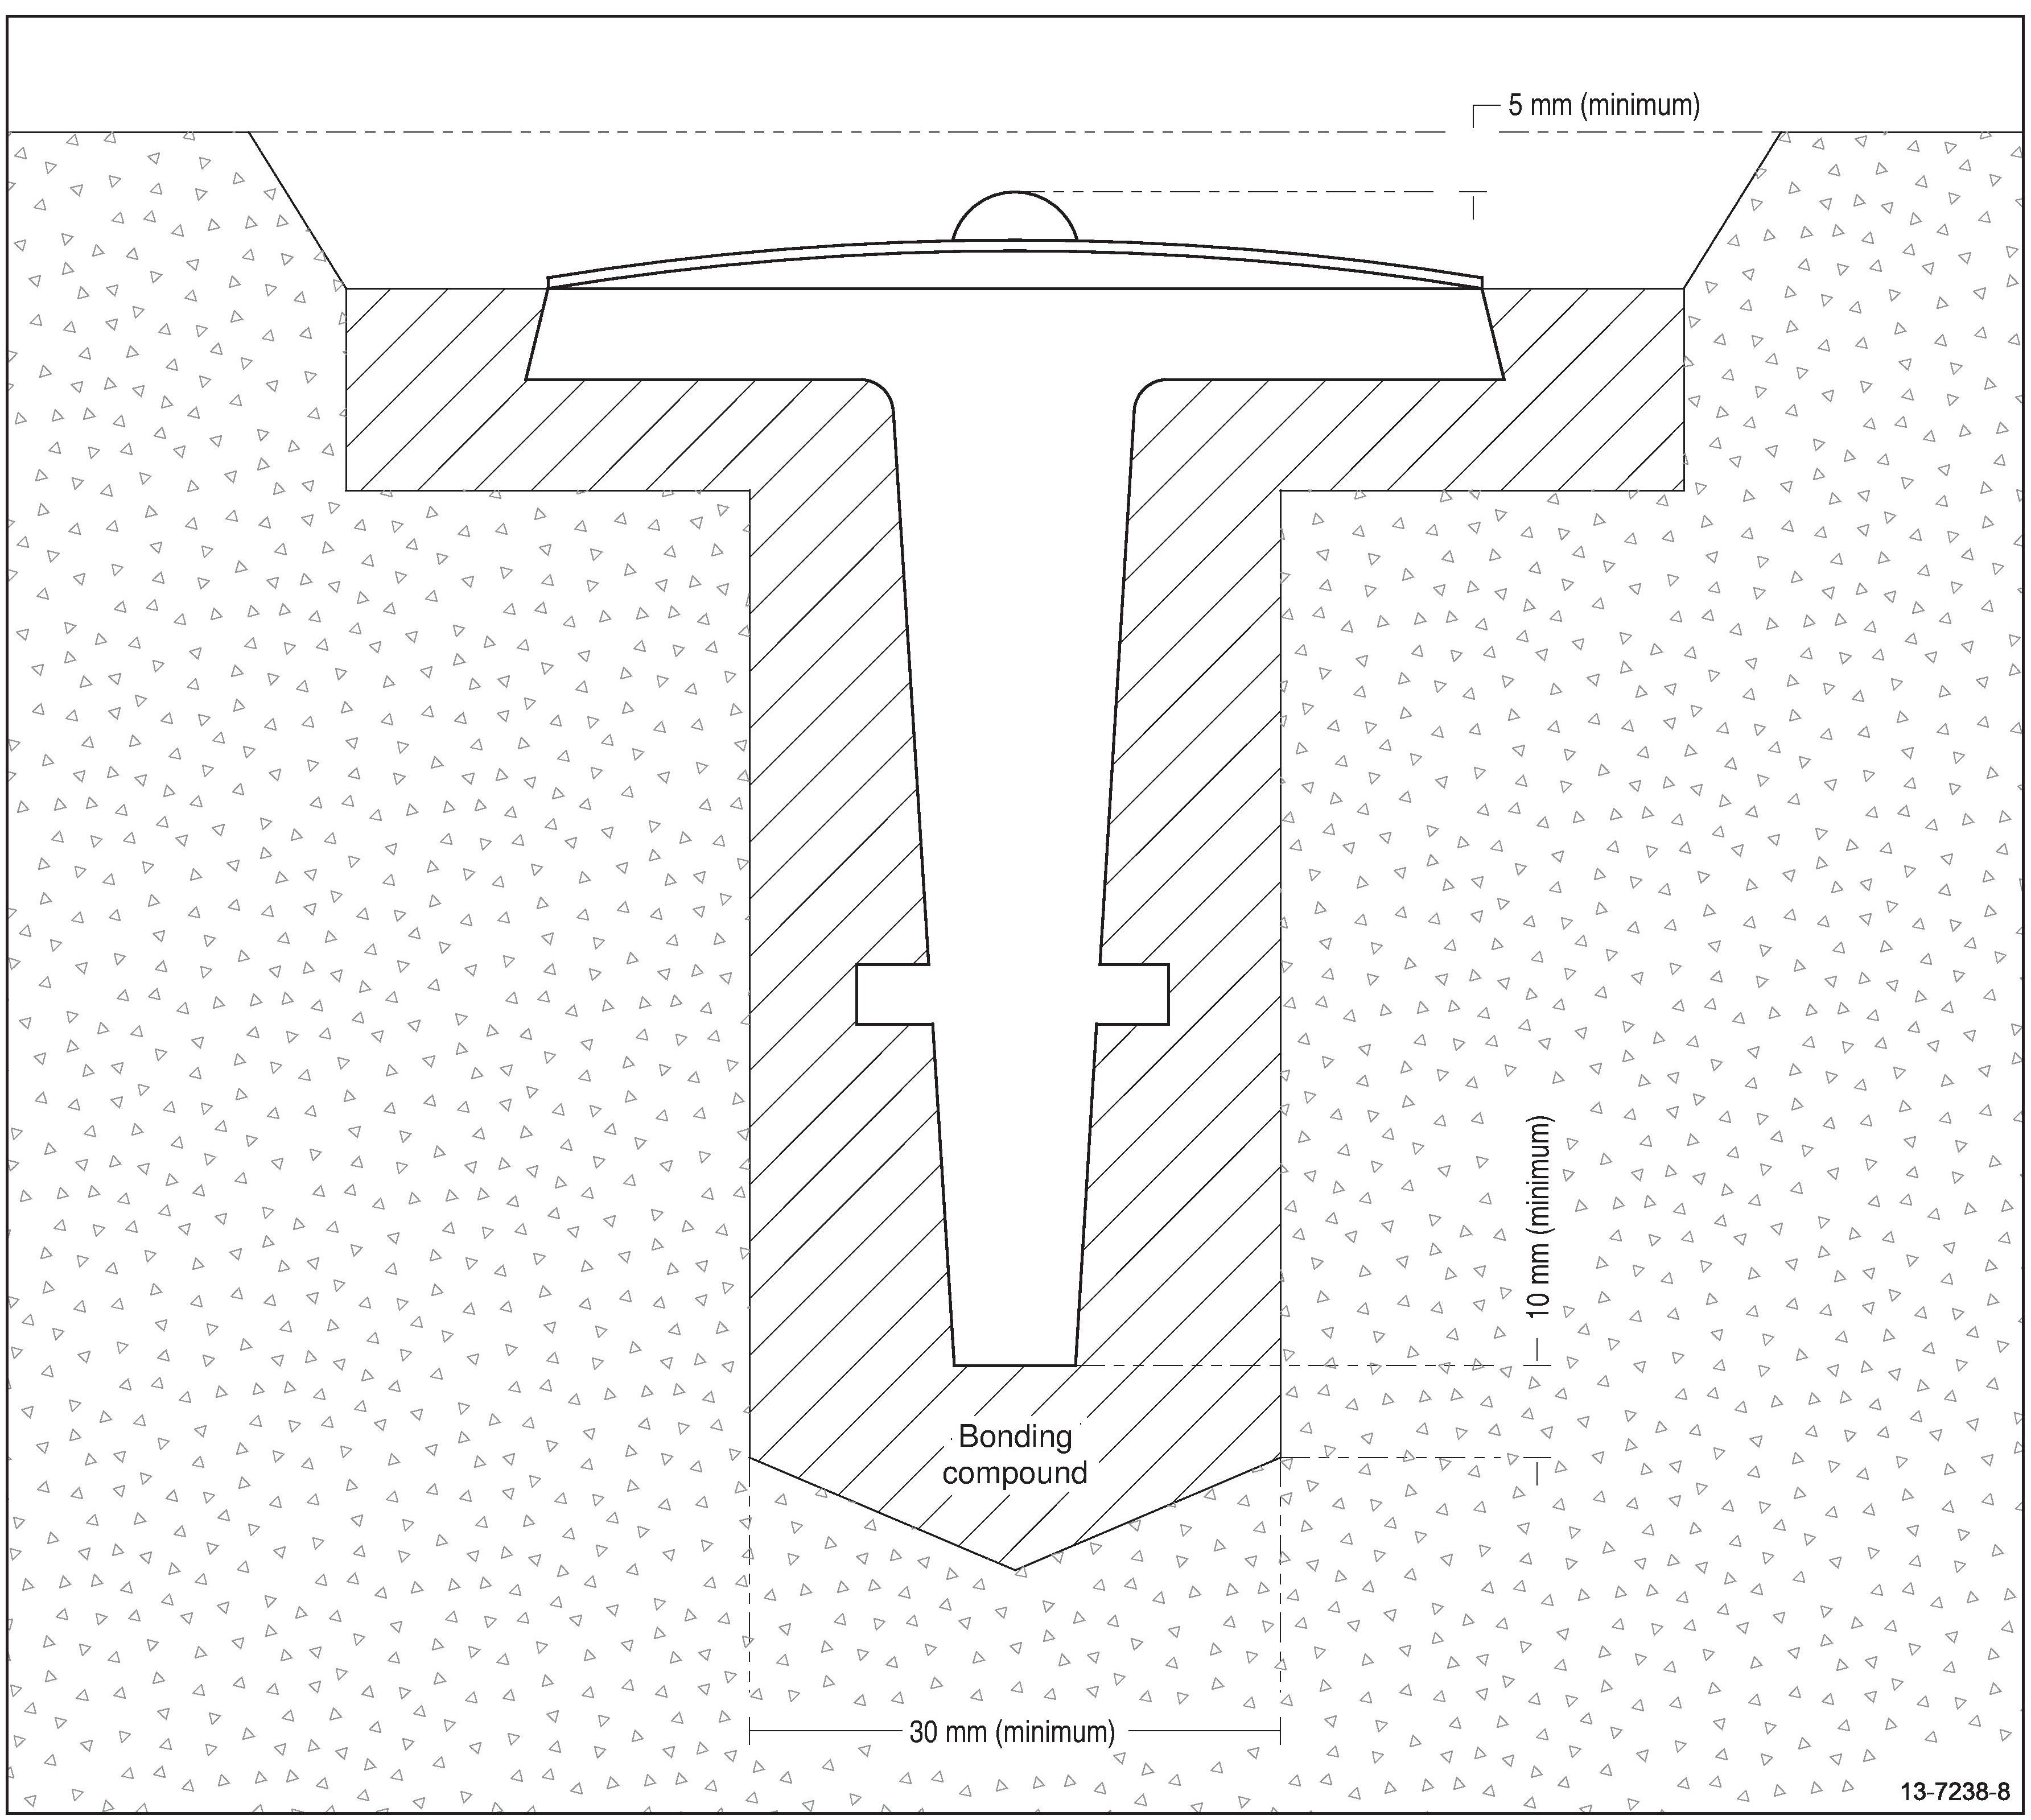 5 mm (minimum)
10 mm (minimum)
Bonding
compound
30 mm (minimum)
13-7238-8